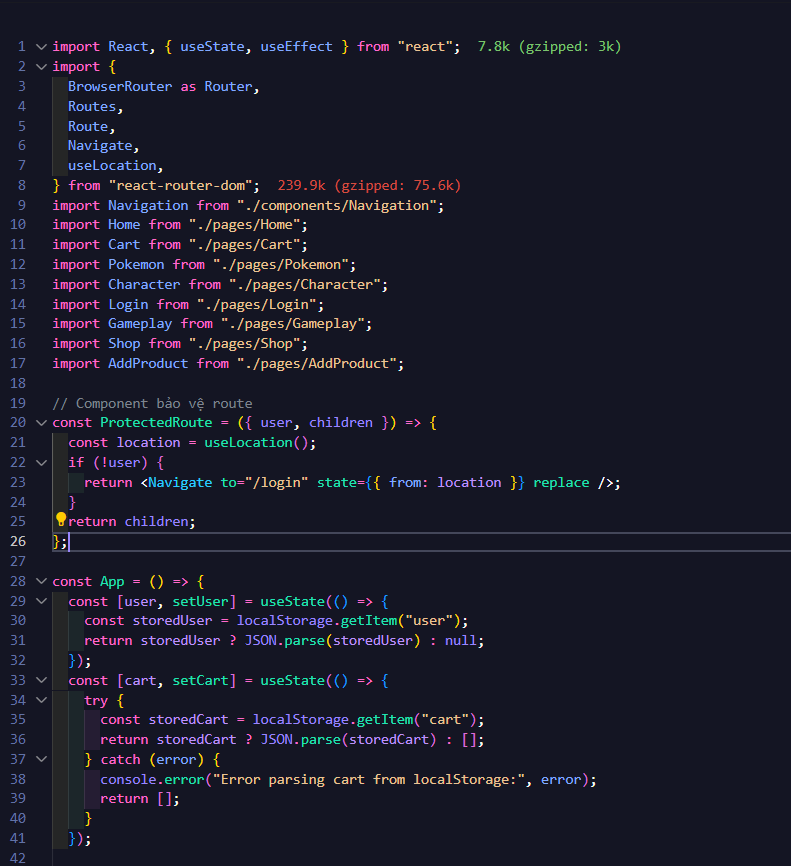 1 import React, { useState, useEffect } from "react"; 7.8k (gzipped: 3k)
2 import {
3 BrowserRouter as Router,
4 Routes,
5 Route,
6 Navigate,
7 useLocation,
8 } from "react-router-dom"; 239.9k (gzipped: 75.6k)
9 import Navigation from "./components/Navigation";
10 import Home from "./pages/Home";
11 import Cart from "./pages/Cart";
12 import Pokemon from "./pages/Pokemon";
13 import Character from "./pages/Character";
14 import Login from "./pages/Login";
15 import Gameplay from "./pages/Gameplay";
16 import Shop from "./pages/Shop";
17 import AddProduct from "./pages/AddProduct";
18
19 // Component bảo vệ route
20 const ProtectedRoute = ({ user, children }) => {
21 const location = useLocation();
22 if (!user) {
23 return <Navigate to="/login" state={{ from: location }} replace />;
24 }
25 return children;
26 };
27
28 const App = () => {
29 const [user, setUser] = useState(() => {
30 const storedUser = localStorage.getItem("user");
31 return storedUser ? JSON.parse(storedUser) : null;
32 });
33 const [cart, setCart] = useState(() => {
34 try {
35 const storedCart = localStorage.getItem("cart");
36 return storedCart ? JSON.parse(storedCart) : [];
37 } catch (error) {
38 console.error("Error parsing cart from localStorage:", error);
39 return [];
40 }
41 });
42